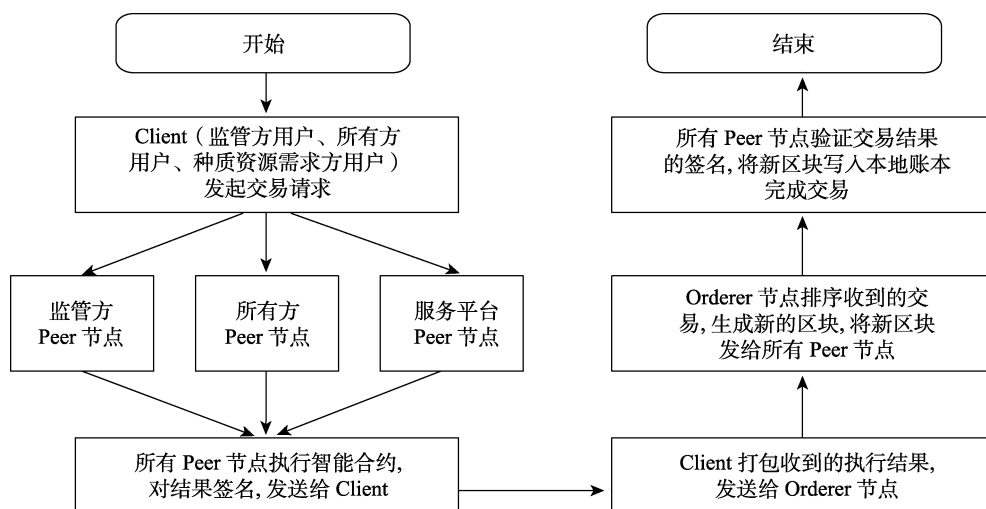 开始
Client（监管方用户、所有方
用户、种质资源需求方用户）
发起交易请求
监管方
Peer 节点
所有方
Peer 节点
服务平台
Peer 节点
所有 Peer 节点执行智能合约,
对结果签名, 发送给 Client
Client 打包收到的执行结果,
发送给 Orderer 节点
Orderer 节点排序收到的交
易, 生成新的区块, 将新区块
发给所有 Peer 节点
所有 Peer 节点验证交易结果
的签名, 将新区块写入本地账本
完成交易
结束